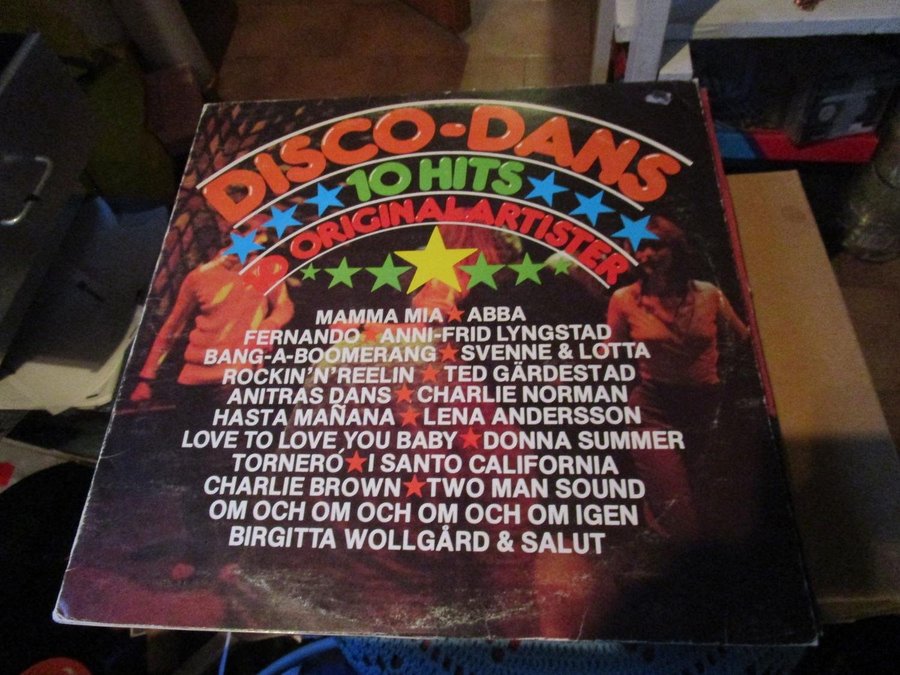 DISCO-DANS
10 HITS
10 ORIGINALARTISTER
MAMMA MIA ★ ABBA
FERNANDO ★ ANNI-FRID LYNGSTAD
BANG-A-BOOMERANG ★ SVENNE & LOTTA
ROCKIN'N'REELIN ★ TED GÄRDESTAD
ANITRAS DANS ★ CHARLIE NORMAN
HASTA MAÑANA ★ LENA ANDERSSON
LOVE TO LOVE YOU BABY ★ DONNA SUMMER
TORNERÓ ★ I SANTO CALIFORNIA
CHARLIE BROWN ★ TWO MAN SOUND
OM OCH OM OCH OM OCH OM IGEN
BIRGITTA WOLLGÅRD & SALUT